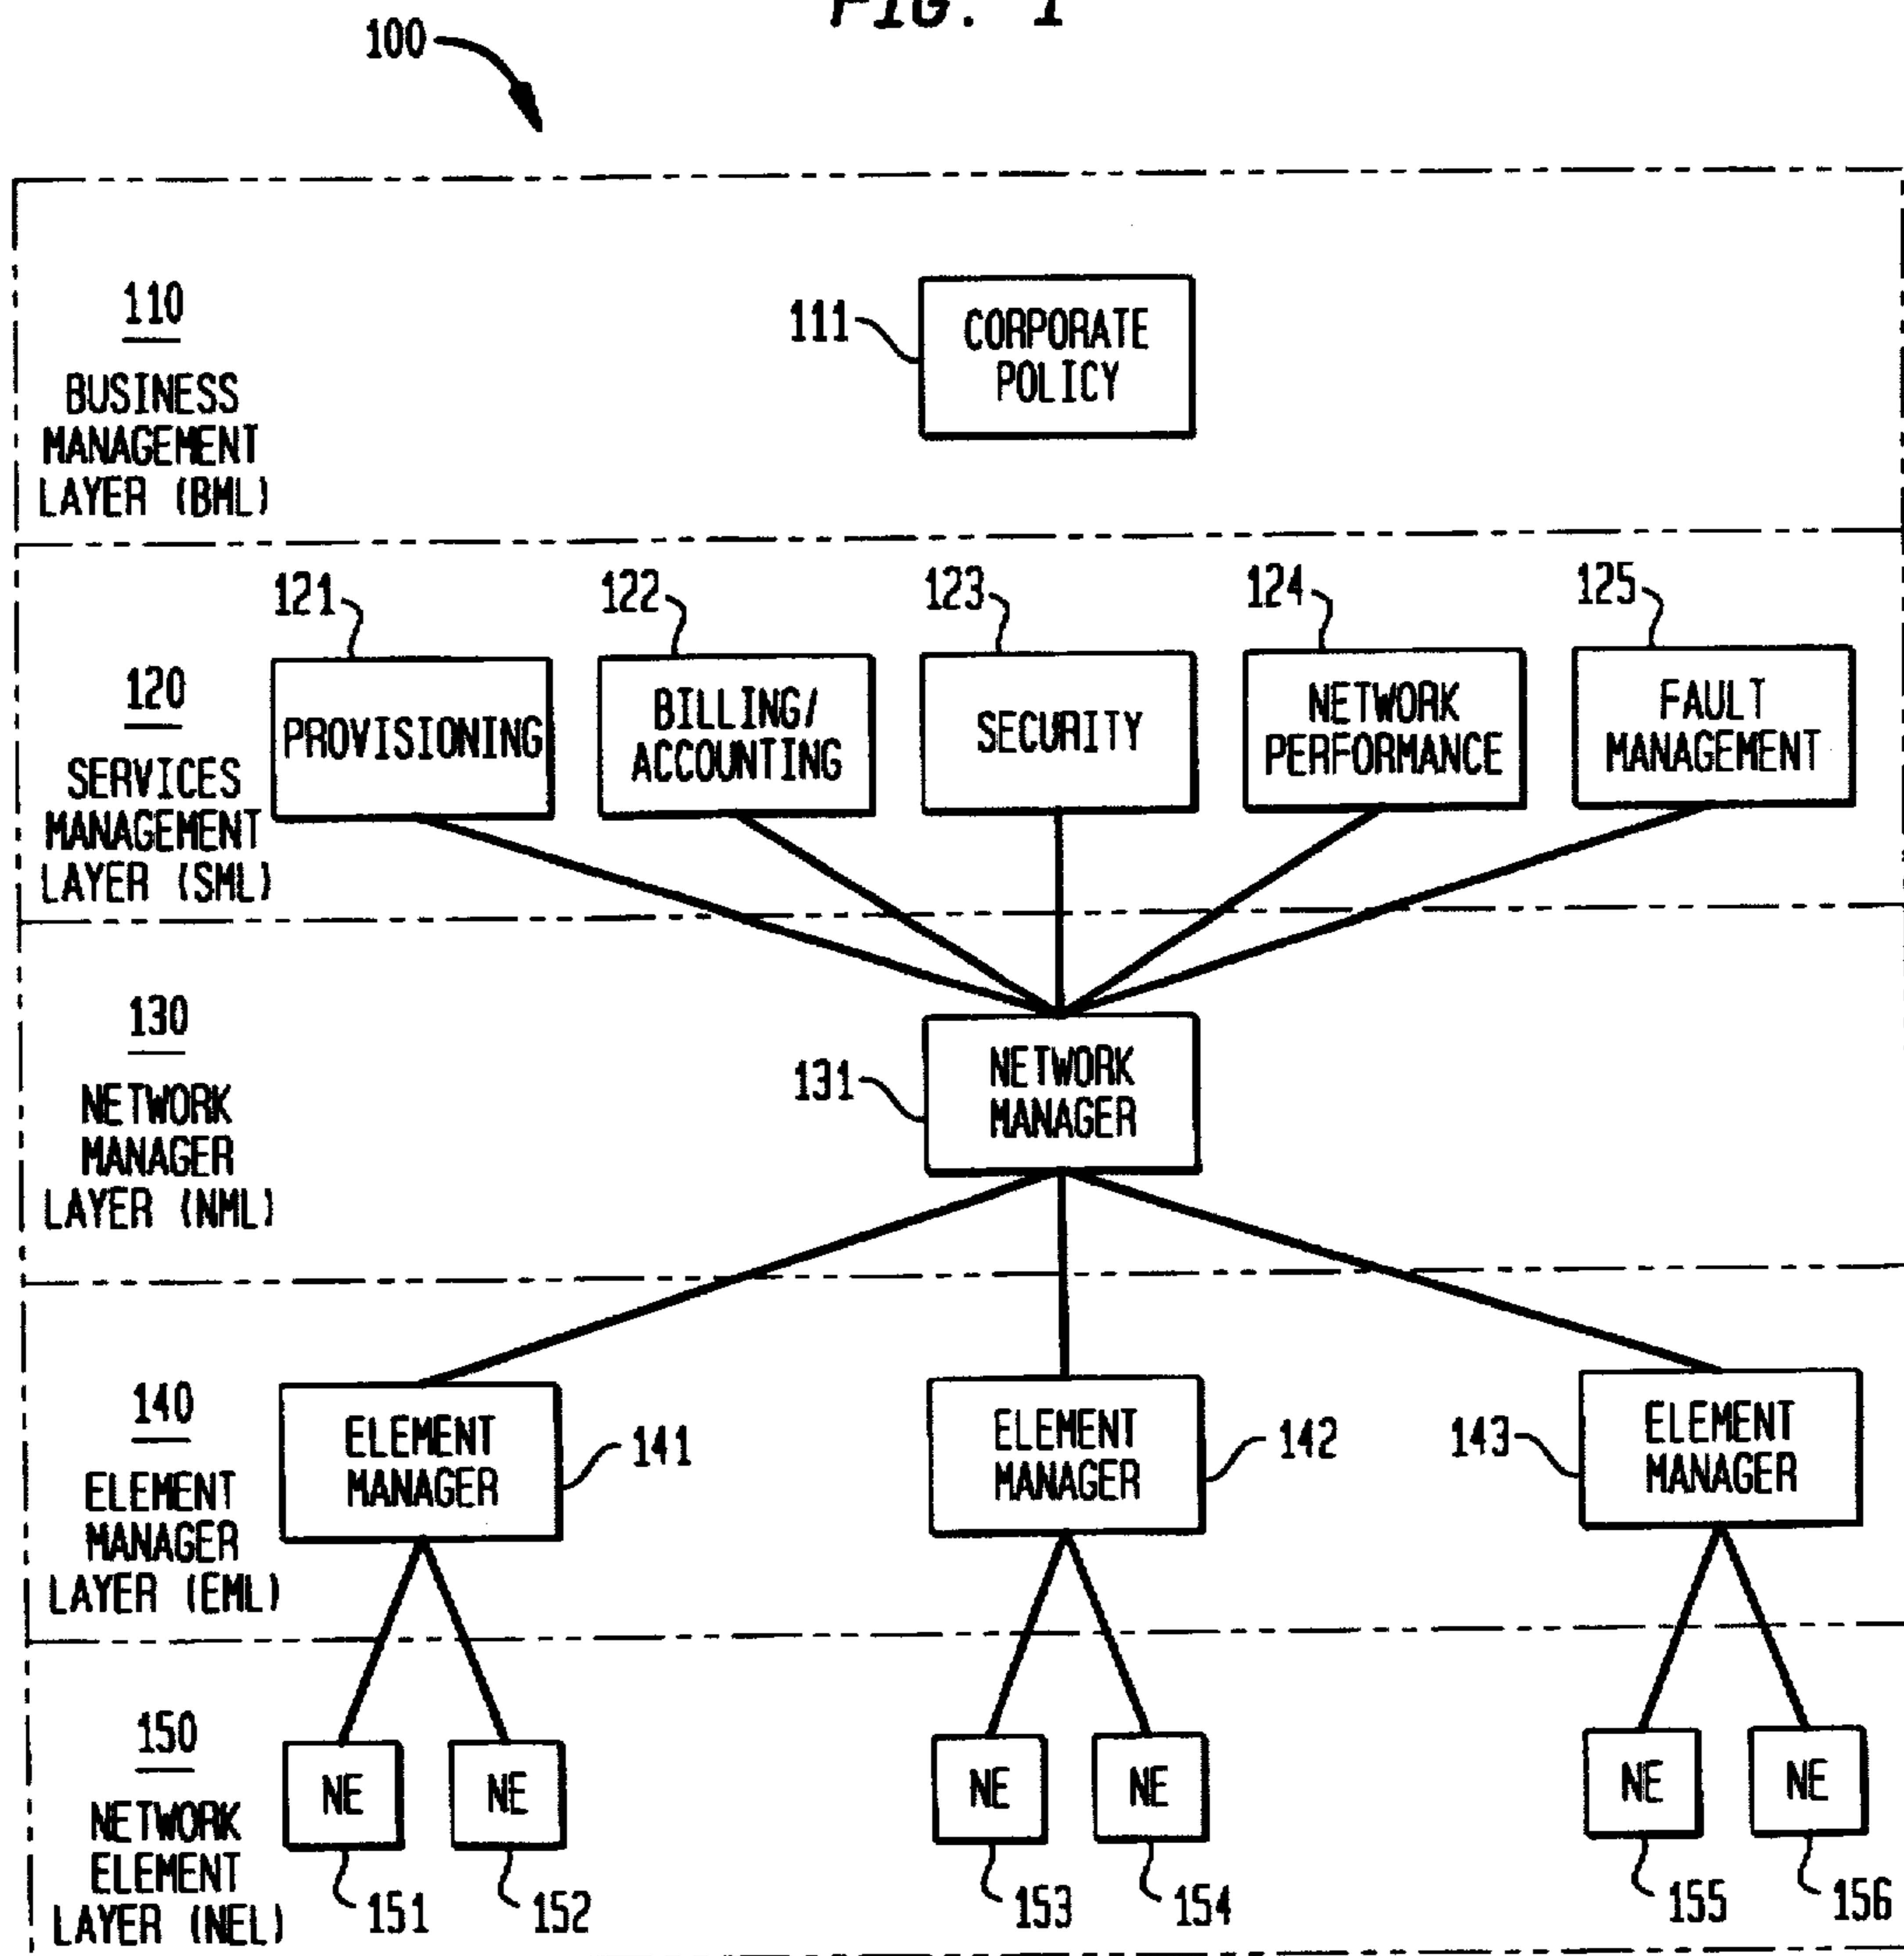 FIG. 1
100
110
BUSINESS
MANAGEMENT
LAYER (BML)
111
CORPORATE
POLICY
120
SERVICES
MANAGEMENT
LAYER (SML)
121
122
123
124
125
PROVISIONING
BILLING/
ACCOUNTING
SECURITY
NETWORK
PERFORMANCE
FAULT
MANAGEMENT
130
NETWORK
MANAGER
LAYER (NML)
131
NETWORK
MANAGER
140
ELEMENT
MANAGER
LAYER (EML)
ELEMENT
MANAGER
141
ELEMENT
MANAGER
142
143
ELEMENT
MANAGER
150
NETWORK
ELEMENT
LAYER (NEL)
NE
NE
NE
NE
NE
NE
151
152
153
154
155
156